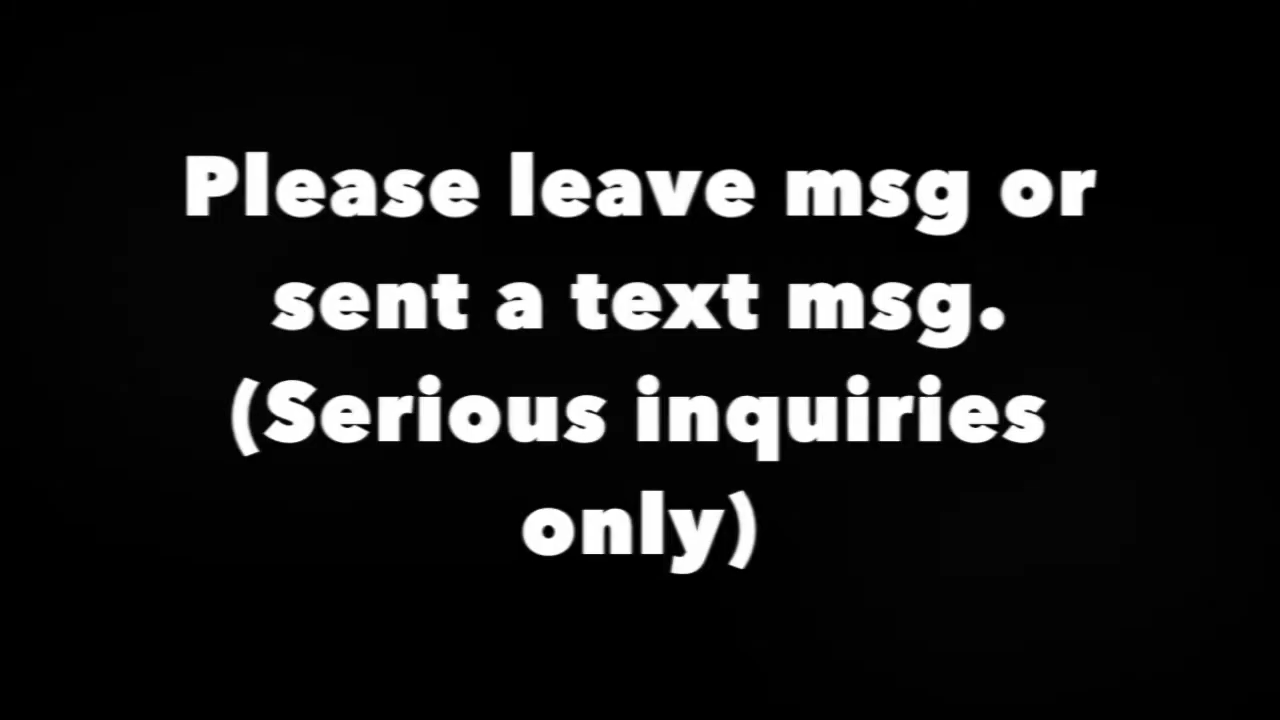 Please leave msg or
sent a text msg.
(Serious inquiries
only)